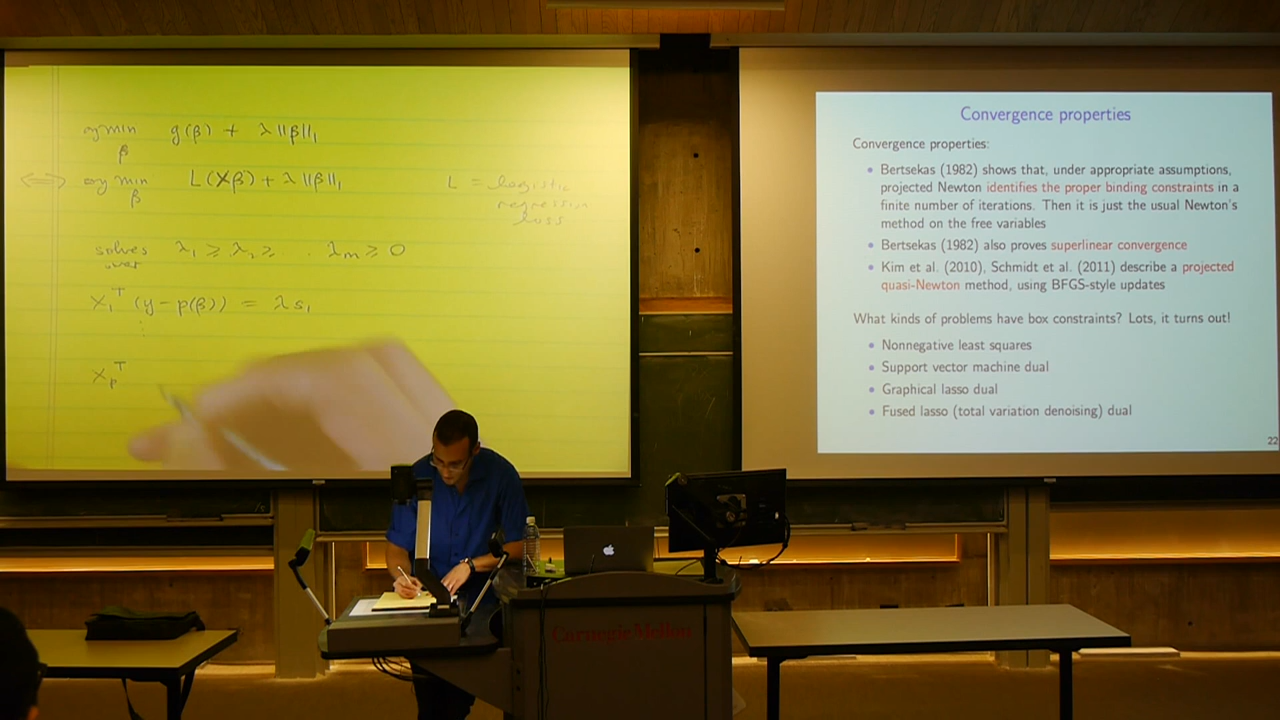 argmin g(β) + λ||β||₁
β
⟺ argmin L(Xβ) + λ||β||₁ L = logistic
β regression
loss
solves λ₁ ≥ λ₂ ≥ . . λₘ ≥ 0
over
X₁ᵀ (y − p(β)) = λ s₁
⋮
Xₚᵀ
Convergence properties
Convergence properties:
• Bertsekas (1982) shows that, under appropriate assumptions,
projected Newton identifies the proper binding constraints in a
finite number of iterations. Then it is just the usual Newton's
method on the free variables
• Bertsekas (1982) also proves superlinear convergence
• Kim et al. (2010), Schmidt et al. (2011) describe a projected
quasi-Newton method, using BFGS-style updates
What kinds of problems have box constraints? Lots, it turns out!
• Nonnegative least squares
• Support vector machine dual
• Graphical lasso dual
• Fused lasso (total variation denoising) dual
22
Carnegie Mellon